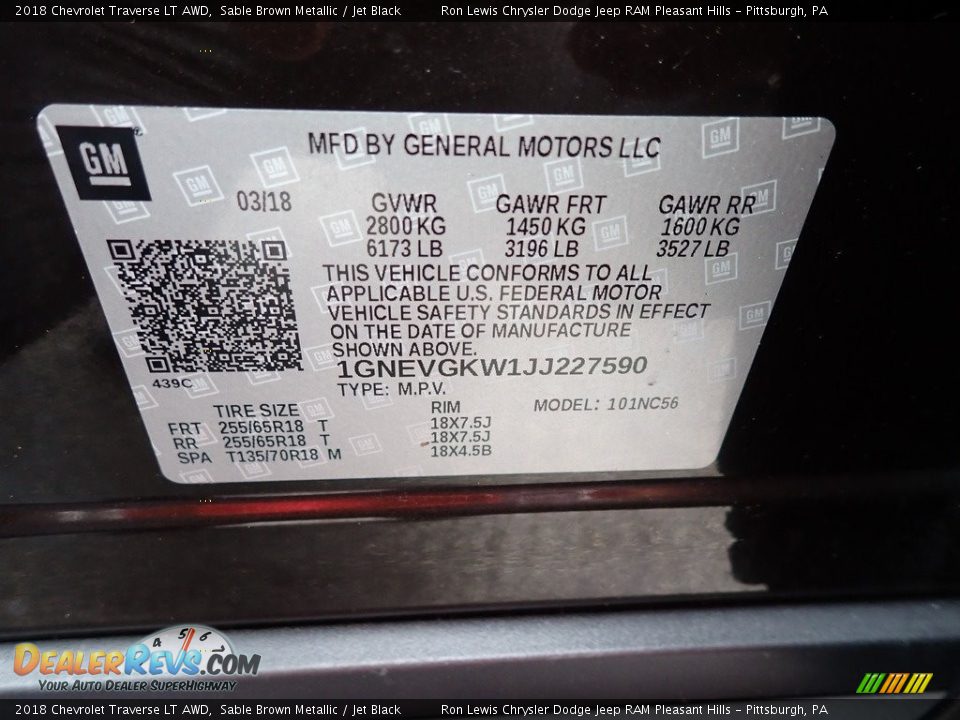 2018 Chevrolet Traverse LT AWD, Sable Brown Metallic / Jet Black Ron Lewis Chrysler Dodge Jeep RAM Pleasant Hills - Pittsburgh, PA
GM
MFD BY GENERAL MOTORS LLC
03/18 GVWR GAWR FRT GAWR RR
2800 KG 1450 KG 1600 KG
6173 LB 3196 LB 3527 LB
THIS VEHICLE CONFORMS TO ALL
APPLICABLE U.S. FEDERAL MOTOR
VEHICLE SAFETY STANDARDS IN EFFECT
ON THE DATE OF MANUFACTURE
SHOWN ABOVE.
1GNEVGKW1JJ227590
439C
TYPE: M.P.V.
TIRE SIZE RIM MODEL: 101NC56
FRT 255/65R18 T 18X7.5J
RR 255/65R18 T 18X7.5J
SPA T135/70R18 M 18X4.5B
4 5 6
DEALERREVS.COM
YOUR AUTO DEALER SUPERHIGHWAY
2018 Chevrolet Traverse LT AWD, Sable Brown Metallic / Jet Black Ron Lewis Chrysler Dodge Jeep RAM Pleasant Hills - Pittsburgh, PA